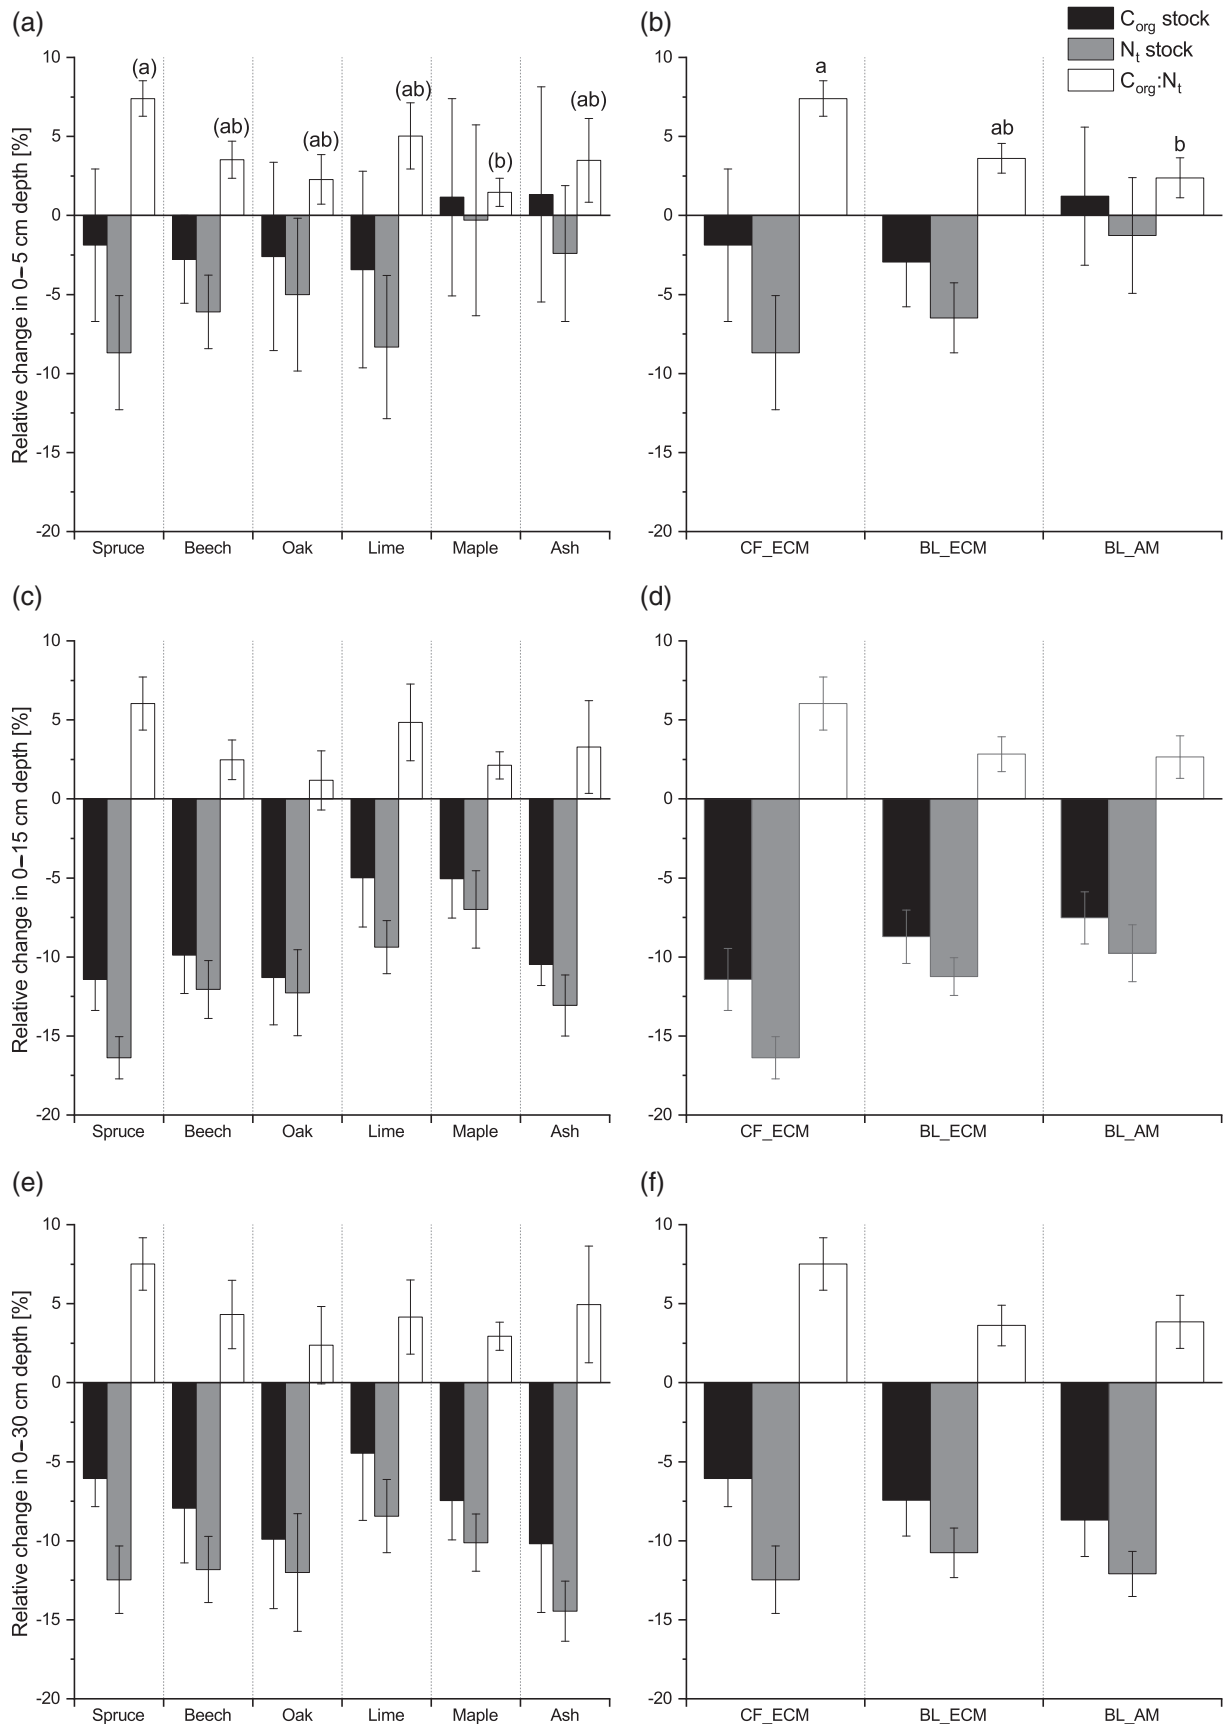 (a)
(b)
C_org stock
N_t stock
C_org:N_t
Relative change in 0–5 cm depth [%]
10
5
0
-5
-10
-15
-20
(a)
(ab)
(ab)
(ab)
(b)
(ab)
Spruce Beech Oak Lime Maple Ash
10
5
0
-5
-10
-15
-20
a
ab
b
CF_ECM BL_ECM BL_AM
(c)
(d)
Relative change in 0–15 cm depth [%]
10
5
0
-5
-10
-15
-20
Spruce Beech Oak Lime Maple Ash
10
5
0
-5
-10
-15
-20
CF_ECM BL_ECM BL_AM
(e)
(f)
Relative change in 0–30 cm depth [%]
10
5
0
-5
-10
-15
-20
Spruce Beech Oak Lime Maple Ash
10
5
0
-5
-10
-15
-20
CF_ECM BL_ECM BL_AM